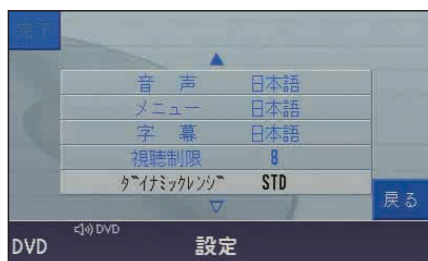 完了
音 声 日本語
メニュー 日本語
字 幕 日本語
視聴制限 8
ダイナミックレンジ STD
戻る
DVD
DVD 設定